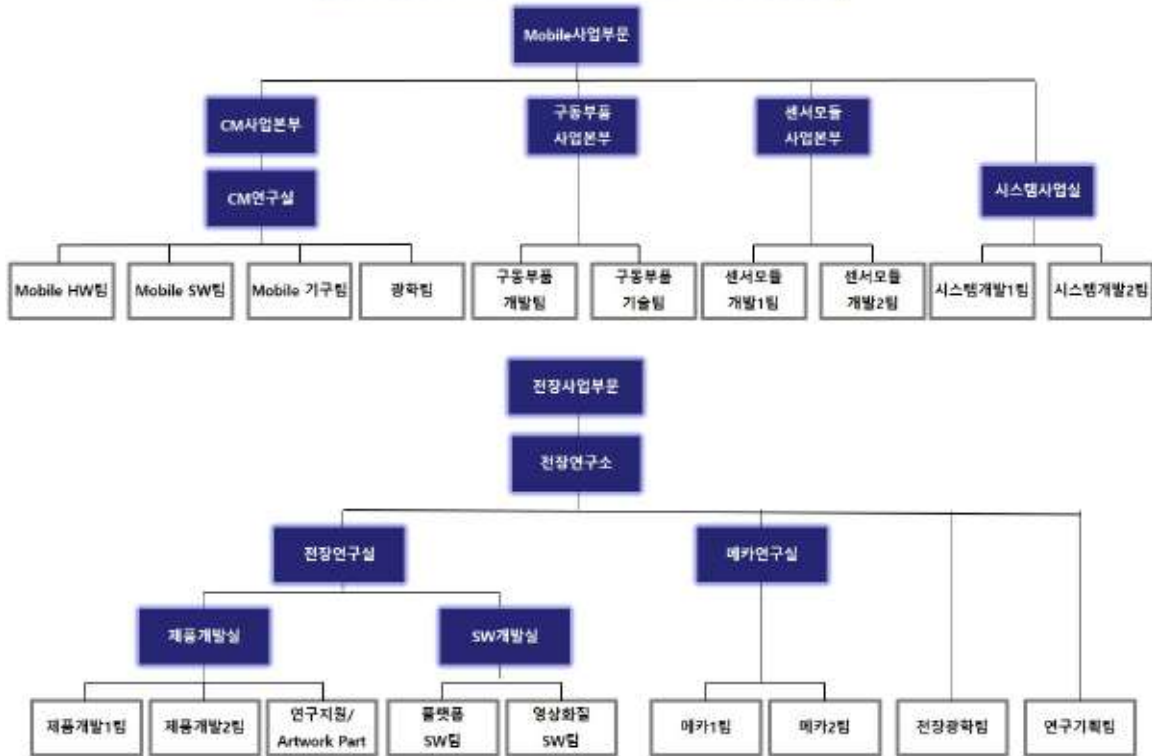 Mobile사업부문
CM사업본부
구동부품
사업본부
센서모듈
사업본부
CM연구실
시스템사업실
Mobile HW팀
Mobile SW팀
Mobile 기구팀
광학팀
구동부품
개발팀
구동부품
기술팀
센서모듈
개발1팀
센서모듈
개발2팀
시스템개발1팀
시스템개발2팀
전장사업부문
전장연구소
전장연구실
메카연구실
제품개발실
SW개발실
제품개발1팀
제품개발2팀
연구지원/
Artwork Part
플랫폼
SW팀
영상화질
SW팀
메카1팀
메카2팀
전장광학팀
연구기획팀